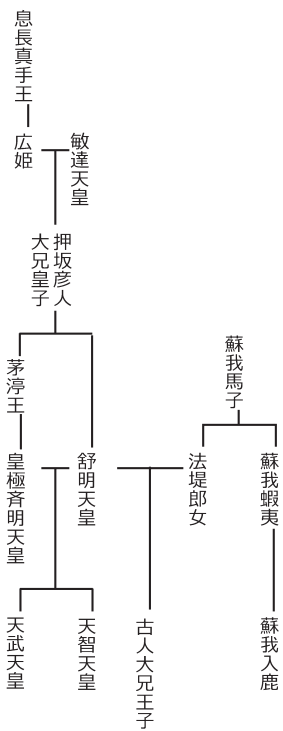 息長真手王
敏達天皇
広姫
押坂彦人
大兄皇子
蘇我馬子
茅渟王
蘇我蝦夷
法堤郎女
舒明天皇
皇極斉明天皇
蘇我入鹿
古人大兄王子
天智天皇
天武天皇